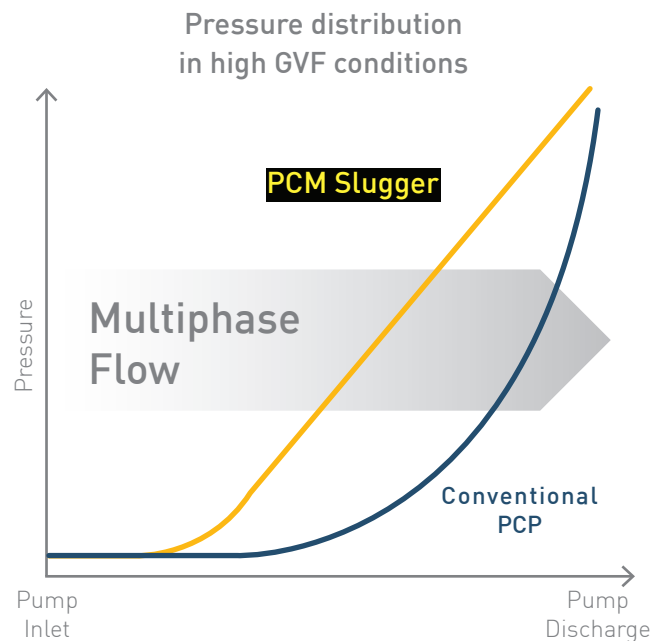 Pressure distribution
in high GVF conditions
PCM Slugger
Multiphase
Flow
Pressure
Conventional
PCP
Pump
Inlet
Pump
Discharge